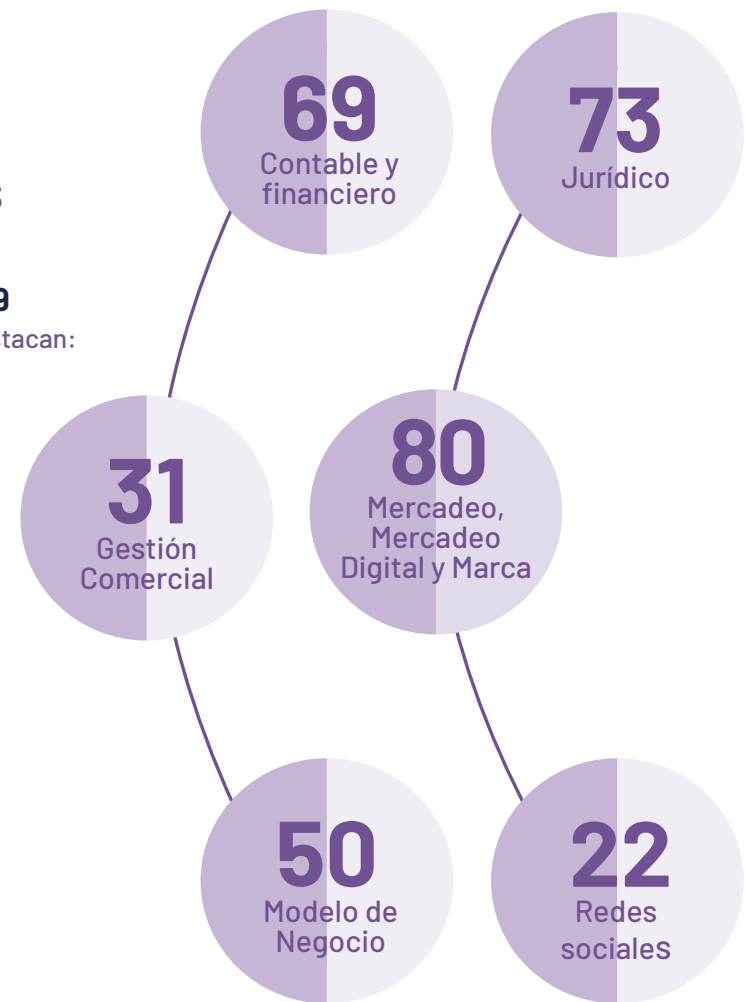 69
Contable y
financiero
73
Jurídico
31
Gestión
Comercial
80
Mercadeo,
Mercadeo
Digital y Marca
50
Modelo de
Negocio
22
Redes
sociales